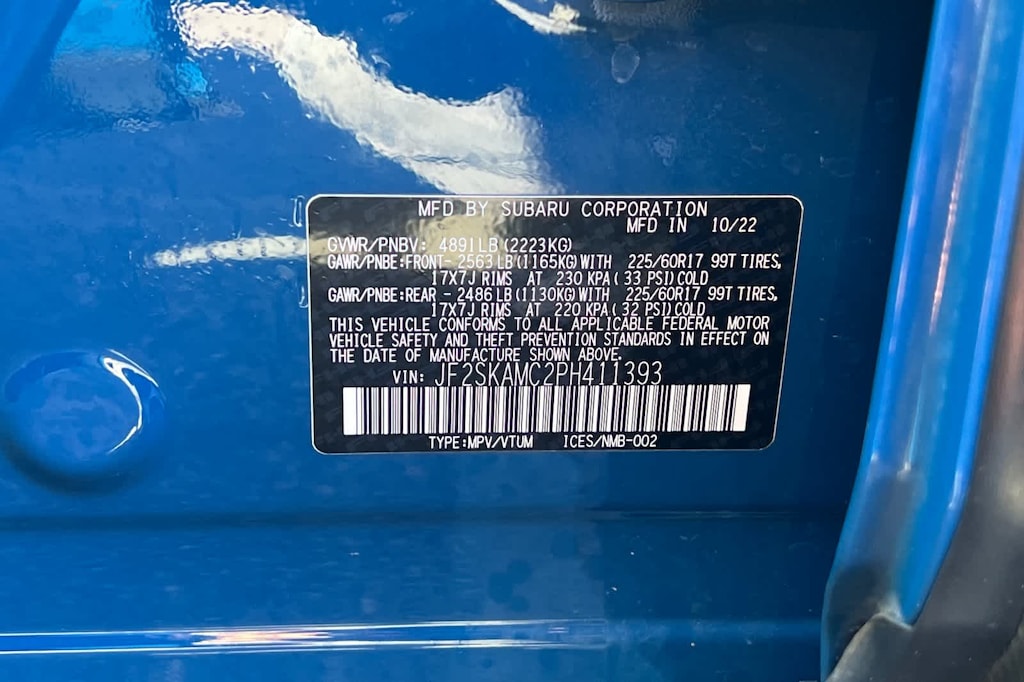 MFD BY SUBARU CORPORATION
MFD IN 10/22
GVWR/PNBV: 4891LB(2223KG)
GAWR/PNBE:FRONT- 2563LB(1165KG)WITH 225/60R17 99T TIRES,
17X7J RIMS AT 230 KPA(33 PSI)COLD
GAWR/PNBE:REAR - 2486LB(1130KG)WITH 225/60R17 99T TIRES,
17X7J RIMS AT 220 KPA(32 PSI)COLD
THIS VEHICLE CONFORMS TO ALL APPLICABLE FEDERAL MOTOR
VEHICLE SAFETY AND THEFT PREVENTION STANDARDS IN EFFECT ON
THE DATE OF MANUFACTURE SHOWN ABOVE.
VIN: JF2SKAMC2PH411393
TYPE:MPV/VTUM ICES/NMB-002